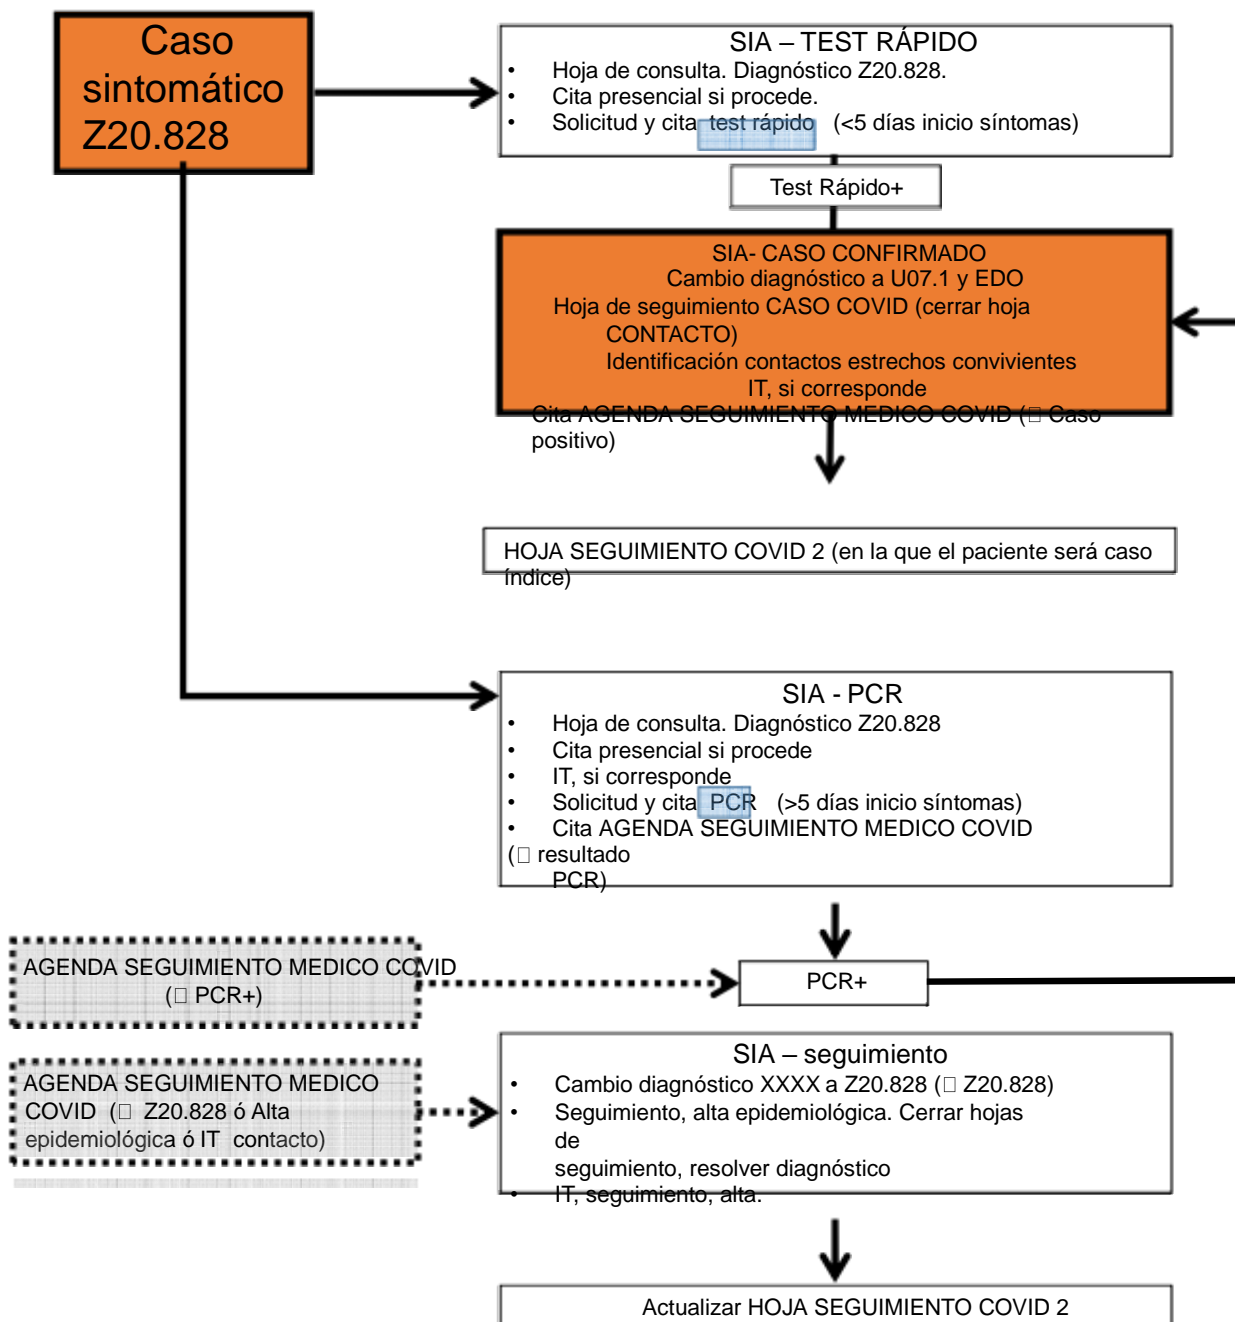 Caso
sintomático
Z20.828
SIA – TEST RÁPIDO
• Hoja de consulta. Diagnóstico Z20.828.
• Cita presencial si procede.
• Solicitud y cita test rápido (<5 días inicio síntomas)
Test Rápido+
SIA- CASO CONFIRMADO
Cambio diagnóstico a U07.1 y EDO
Hoja de seguimiento CASO COVID (cerrar hoja
CONTACTO)
Identificación contactos estrechos convivientes
IT, si corresponde
Cita AGENDA SEGUIMIENTO MEDICO COVID (□ Caso
positivo)
HOJA SEGUIMIENTO COVID 2 (en la que el paciente será caso
índice)
SIA - PCR
• Hoja de consulta. Diagnóstico Z20.828
• Cita presencial si procede
• IT, si corresponde
• Solicitud y cita PCR (>5 días inicio síntomas)
• Cita AGENDA SEGUIMIENTO MEDICO COVID
(□ resultado
PCR)
AGENDA SEGUIMIENTO MEDICO COVID
(□ PCR+)
PCR+
AGENDA SEGUIMIENTO MEDICO
COVID (□ Z20.828 ó Alta
epidemiológica ó IT contacto)
SIA – seguimiento
• Cambio diagnóstico XXXX a Z20.828 (□ Z20.828)
• Seguimiento, alta epidemiológica. Cerrar hojas
de
seguimiento, resolver diagnóstico
• IT, seguimiento, alta.
Actualizar HOJA SEGUIMIENTO COVID 2